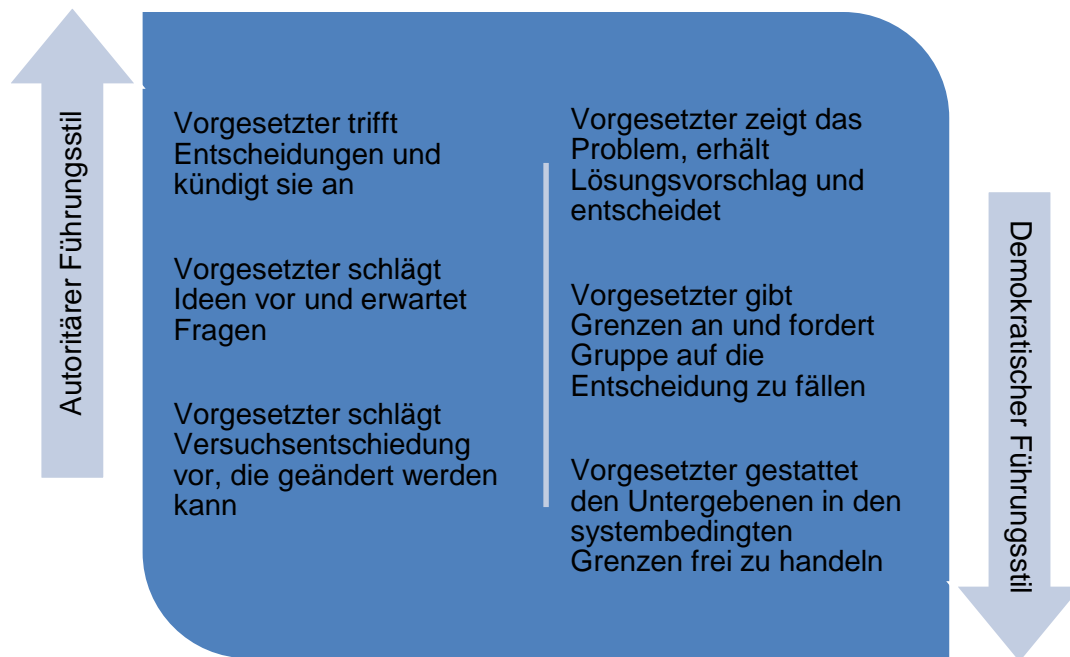 Autoritärer Führungsstil
Vorgesetzter trifft
Entscheidungen und
kündigt sie an
Vorgesetzter schlägt
Ideen vor und erwartet
Fragen
Vorgesetzter schlägt
Versuchsentschiedung
vor, die geändert werden
kann
Vorgesetzter zeigt das
Problem, erhält
Lösungsvorschlag und
entscheidet
Vorgesetzter gibt
Grenzen an und fordert
Gruppe auf die
Entscheidung zu fällen
Vorgesetzter gestattet
den Untergebenen in den
systembedingten
Grenzen frei zu handeln
Demokratischer Führungsstil